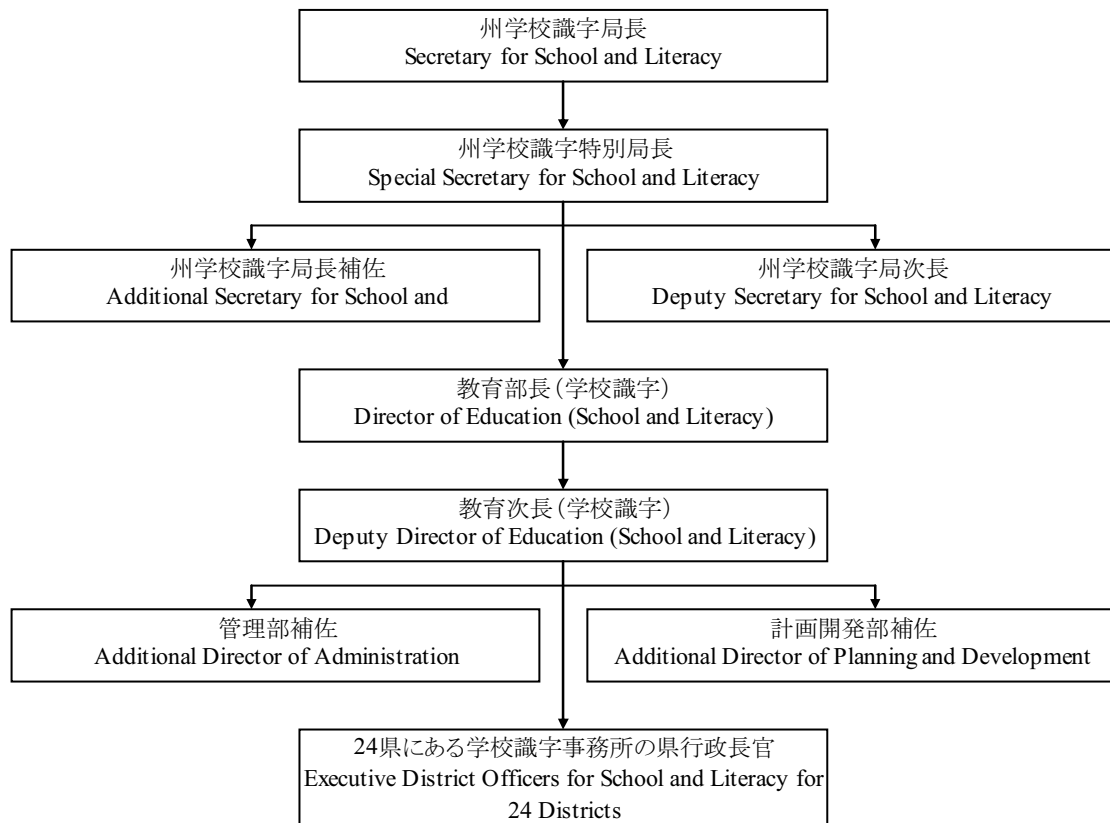 州学校識字局長
Secretary for School and Literacy
州学校識字特別局長
Special Secretary for School and Literacy
州学校識字局長補佐
Additional Secretary for School and
州学校識字局次長
Deputy Secretary for School and Literacy
教育部長(学校識字)
Director of Education (School and Literacy)
教育次長(学校識字)
Deputy Director of Education (School and Literacy)
管理部補佐
Additional Director of Administration
計画開発部補佐
Additional Director of Planning and Development
24県にある学校識字事務所の県行政長官
Executive District Officers for School and Literacy for
24 Districts